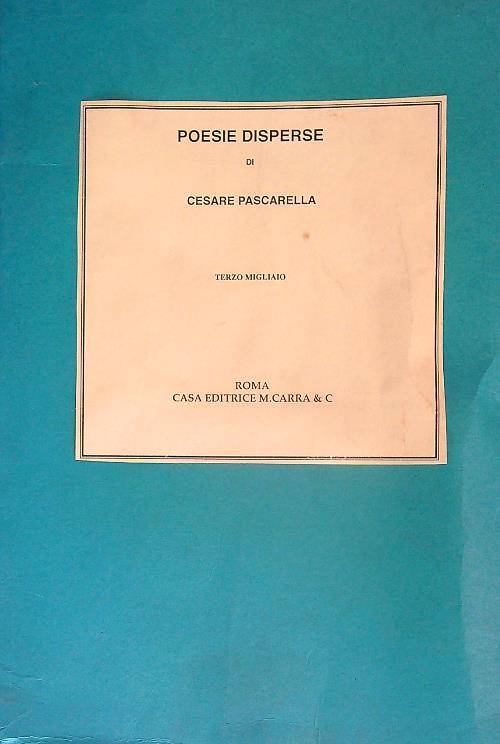 POESIE DISPERSE
DI
CESARE PASCARELLA
TERZO MIGLIAIO
ROMA
CASA EDITRICE M.CARRA & C